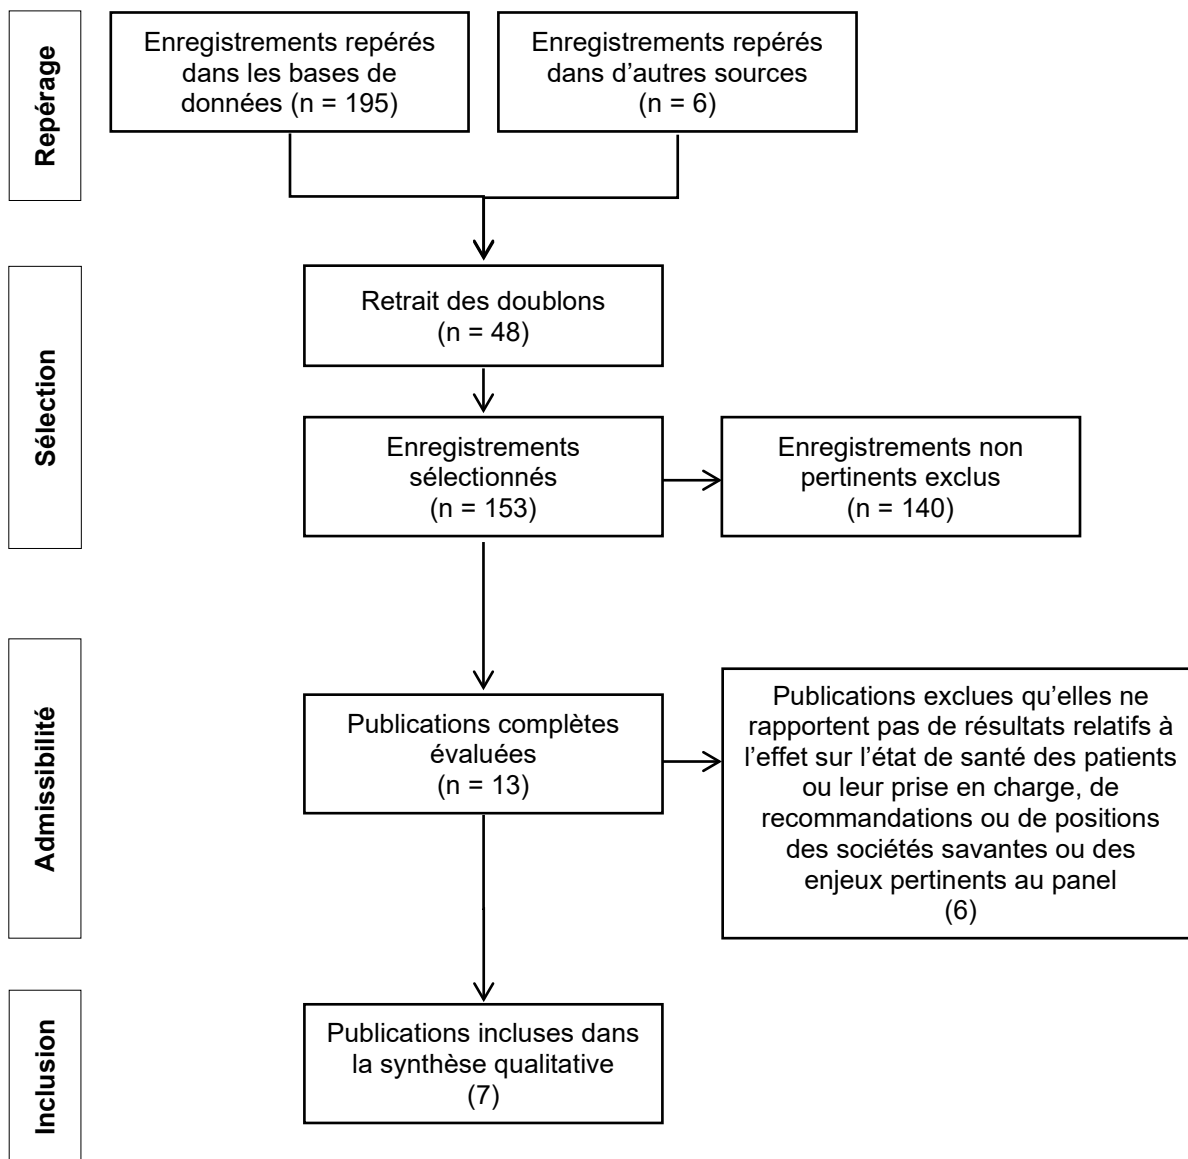 Repérage
Enregistrements repérés
dans les bases de
données (n = 195)
Enregistrements repérés
dans d’autres sources
(n = 6)
Sélection
Retrait des doublons
(n = 48)
Enregistrements
sélectionnés
(n = 153)
Enregistrements non
pertinents exclus
(n = 140)
Admissibilité
Publications complètes
évaluées
(n = 13)
Publications exclues qu’elles ne
rapportent pas de résultats relatifs à
l’effet sur l’état de santé des patients
ou leur prise en charge, de
recommandations ou de positions
des sociétés savantes ou des
enjeux pertinents au panel
(6)
Inclusion
Publications incluses dans
la synthèse qualitative
(7)